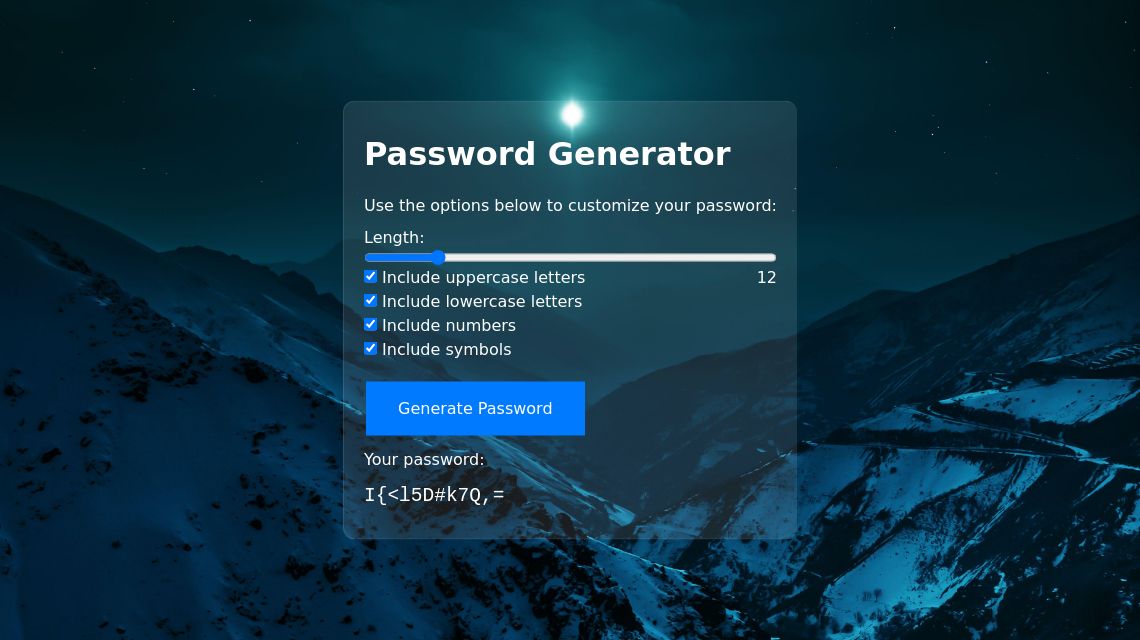 Password Generator
Use the options below to customize your password:
Length:
Include uppercase letters 12
Include lowercase letters
Include numbers
Include symbols
Generate Password
Your password:
I{<l5D#k7Q,=